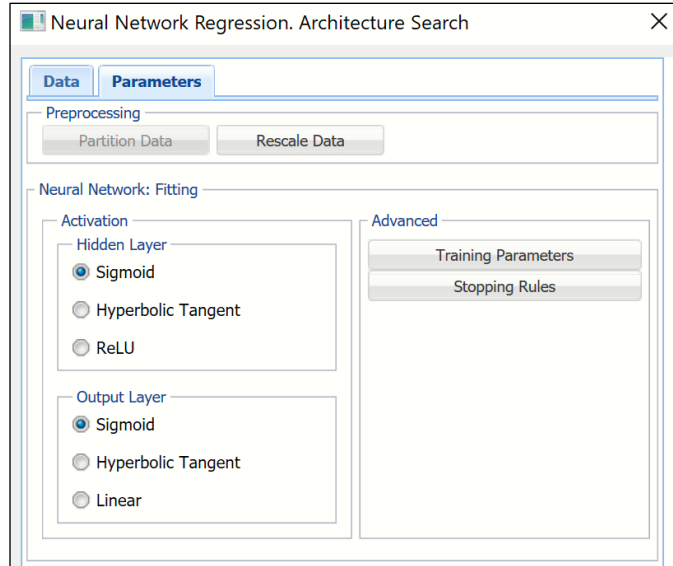 Neural Network Regression. Architecture Search
Data Parameters
Preprocessing
Partition Data Rescale Data
Neural Network: Fitting
Activation
Hidden Layer
Sigmoid
Hyperbolic Tangent
ReLU
Output Layer
Sigmoid
Hyperbolic Tangent
Linear
Advanced
Training Parameters
Stopping Rules